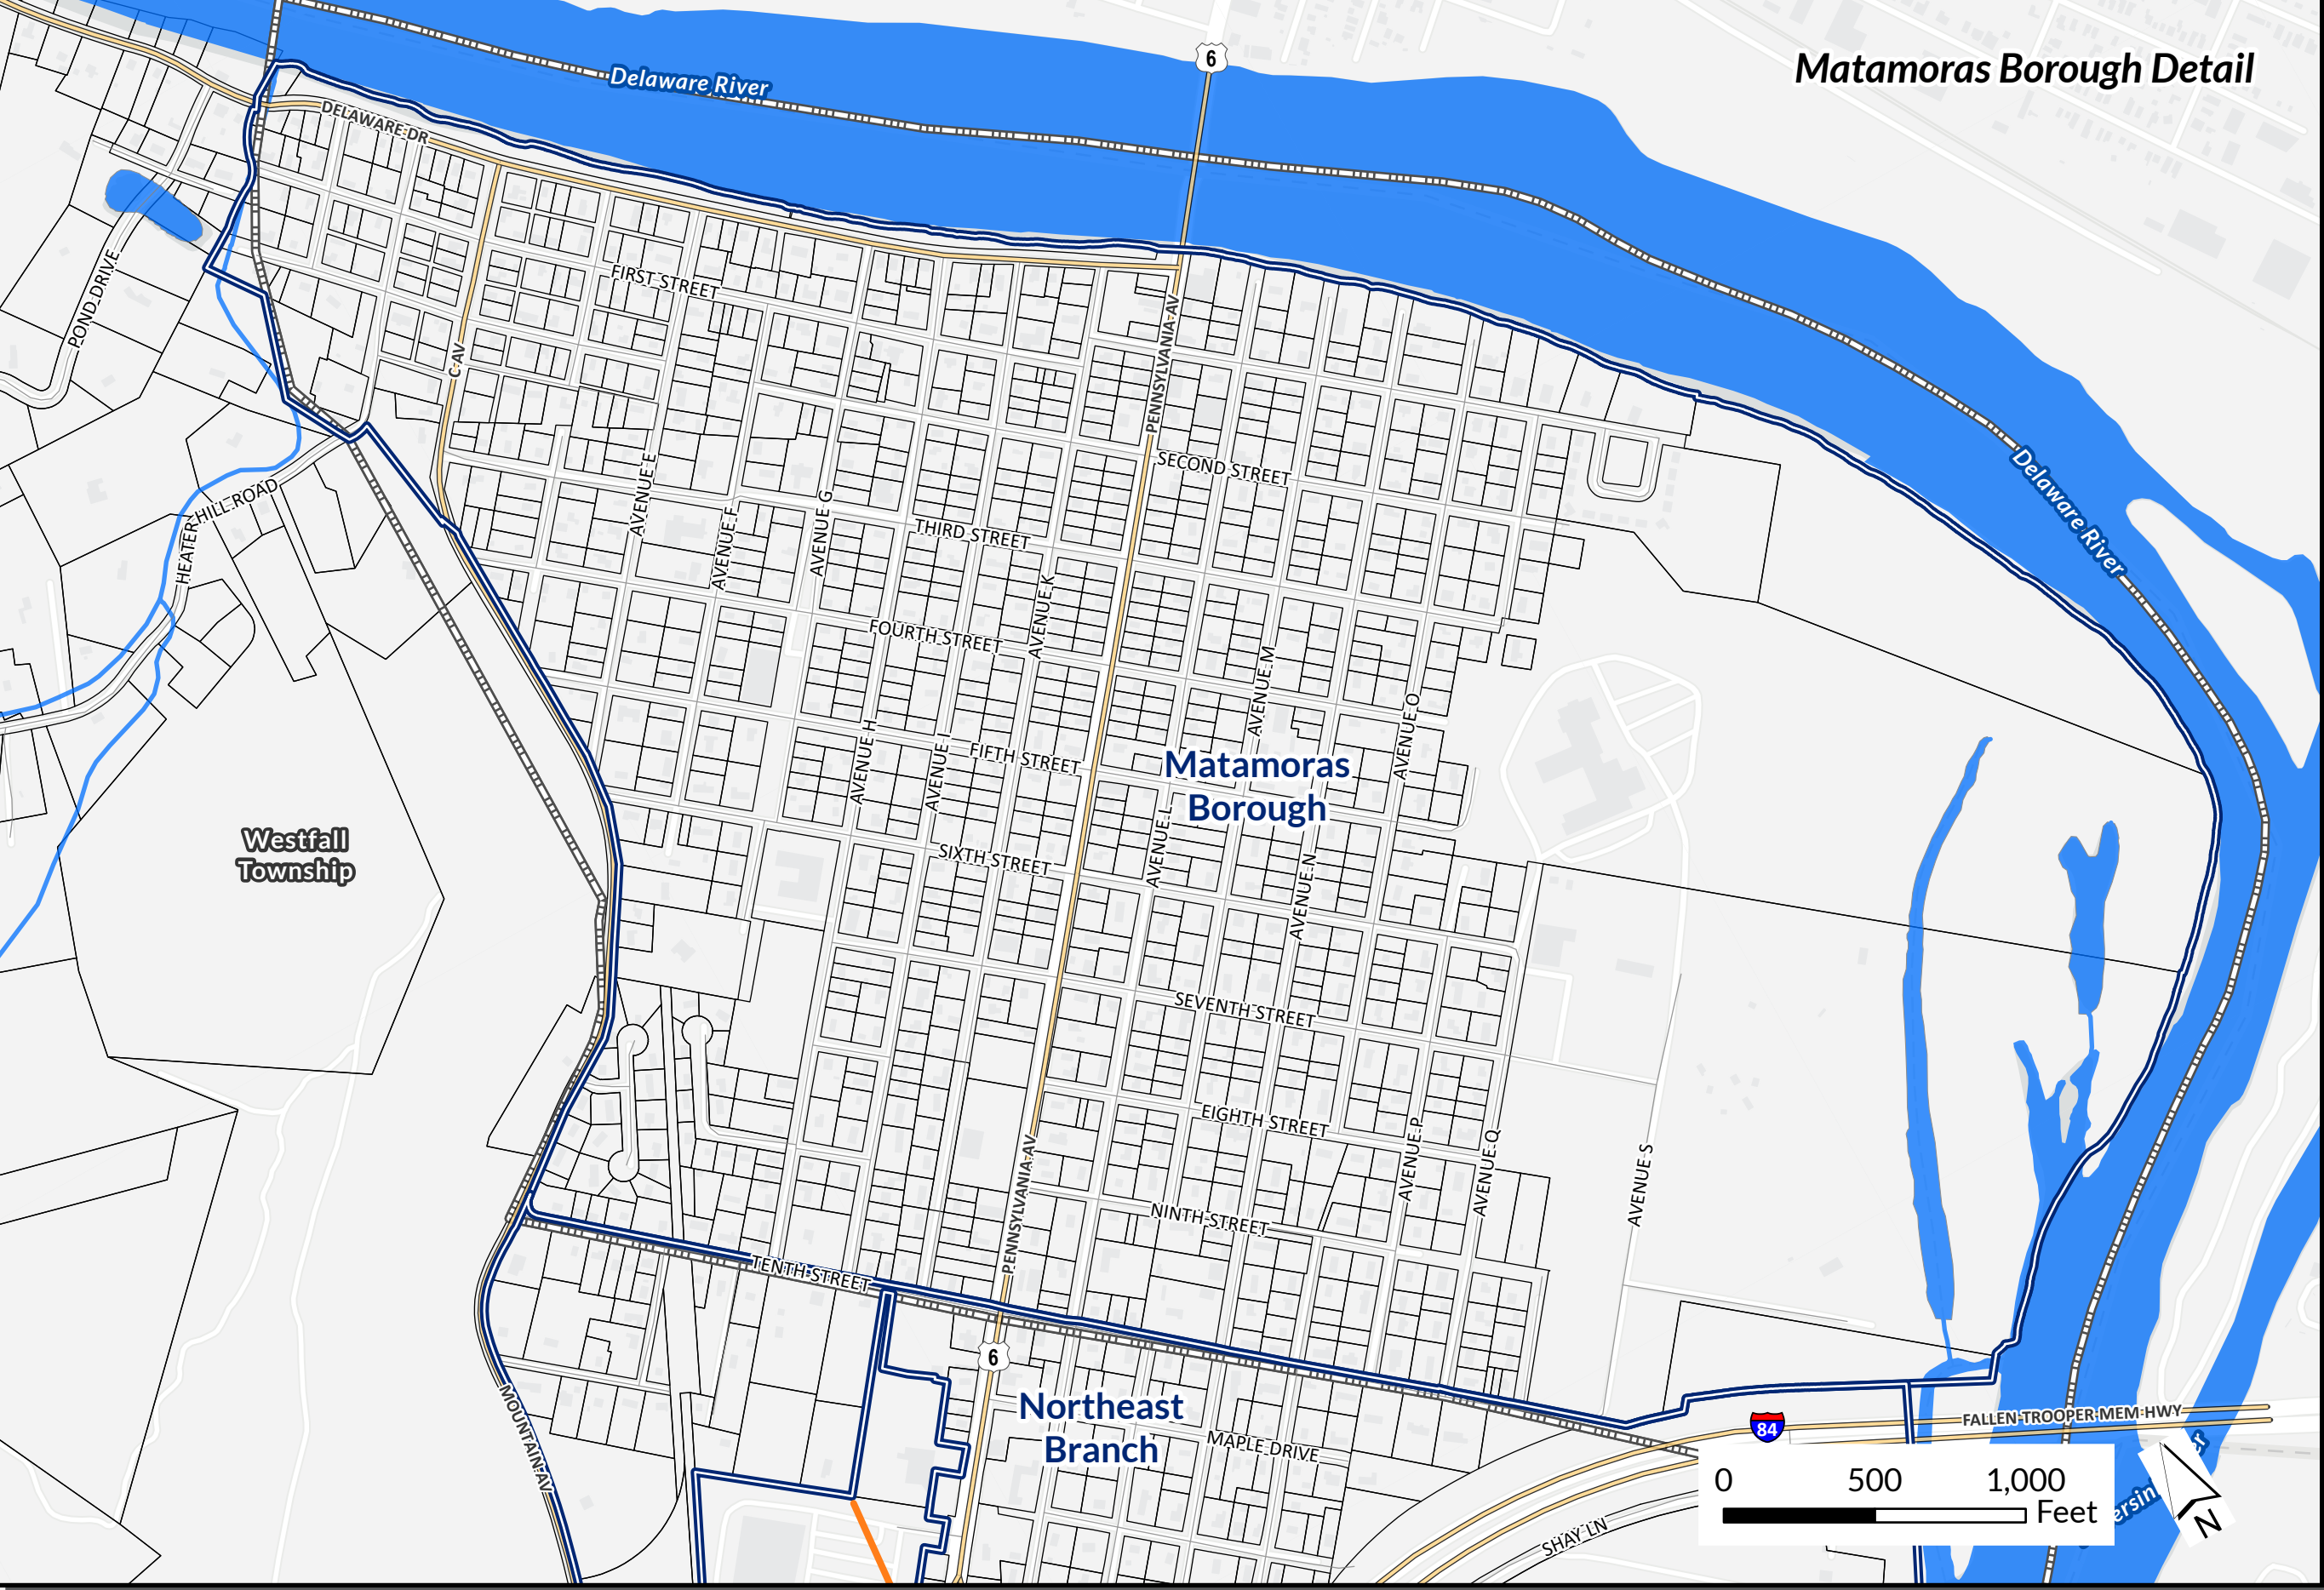 Matamoras Borough Detail
6
Delaware River
DELAWARE DR
POND DRIVE
FIRST STREET
C AV
PENNSYLVANIA AV
SECOND STREET
Delaware River
AVENUE E
AVENUE F
AVENUE G
THIRD STREET
HEATER HILL ROAD
AVENUE K
FOURTH STREET
AVENUE M
AVENUE O
AVENUE H
AVENUE I
FIFTH STREET
Matamoras
Borough
Westfall
Township
AVENUE L
SIXTH STREET
AVENUE N
SEVENTH STREET
EIGHTH STREET
AVENUE P
AVENUE Q
AVENUE S
PENNSYLVANIA AV
NINTH STREET
TENTH STREET
6
Northeast
Branch
MOUNTAIN AV
MAPLE DRIVE
84
FALLEN TROOPER MEM HWY
SHAY LN
0 500 1,000
Feet
N